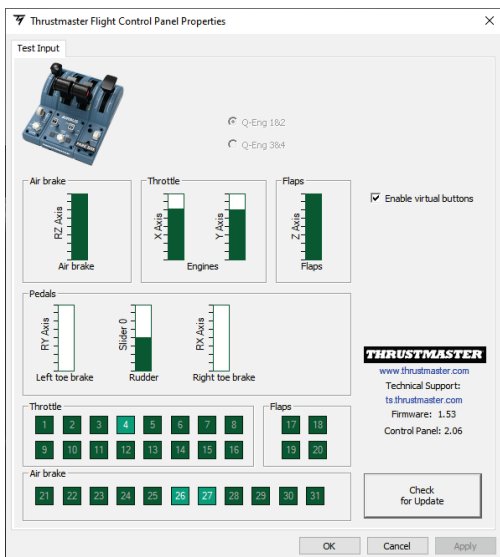 Thrustmaster Flight Control Panel Properties
Test Input
Q-Eng 1&2
Q-Eng 3&4
Air brake
RZ Axis
Air brake
Throttle
X Axis
Y Axis
Engines
Flaps
Z Axis
Flaps
Enable virtual buttons
Pedals
RY Axis
Left toe brake
Slider 0
Rudder
RX Axis
Right toe brake
THRUSTMASTER
www.thrustmaster.com
Technical Support:
ts.thrustmaster.com
Firmware: 1.53
Control Panel: 2.06
Throttle
1 2 3 4 5 6 7 8
9 10 11 12 13 14 15 16
Flaps
17 18
19 20
Air brake
21 22 23 24 25 26 27 28 29 30 31
Check
for Update
OK Cancel Apply